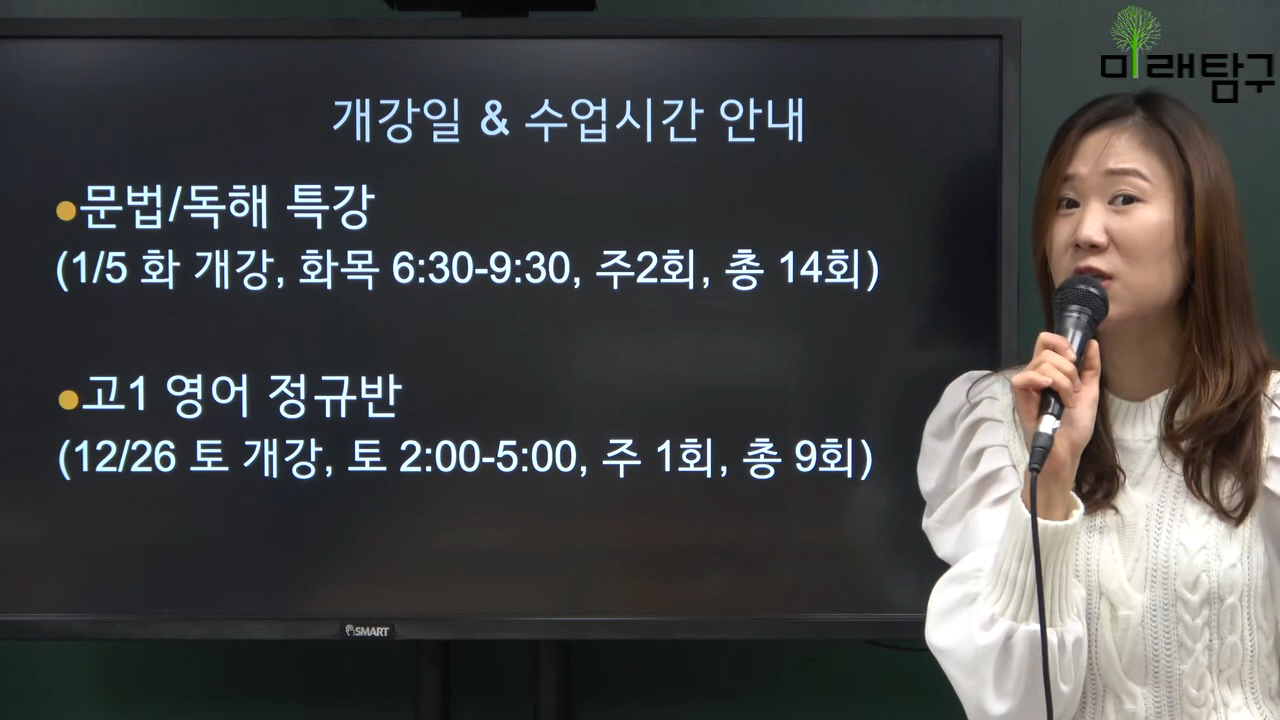 미래탐구
개강일 & 수업시간 안내
●문법/독해 특강
(1/5 화 개강, 화목 6:30-9:30, 주2회, 총 14회)
●고1 영어 정규반
(12/26 토 개강, 토 2:00-5:00, 주 1회, 총 9회)
SMART